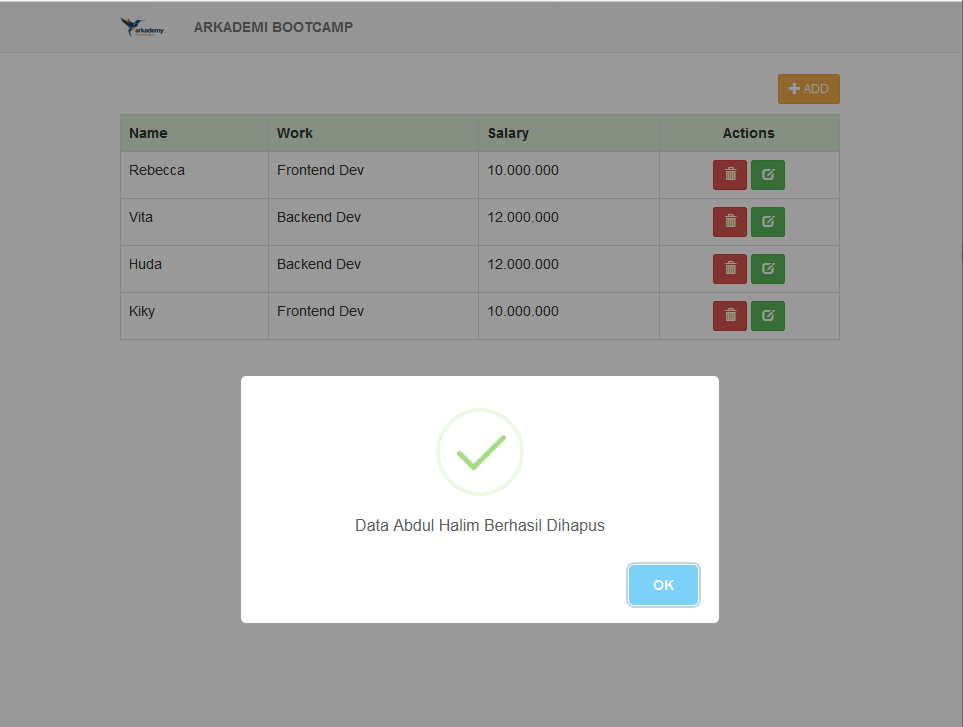 arkademy
ARKADEMI BOOTCAMP
ADD
Name Work Salary Actions
Rebecca Frontend Dev 10.000.000
Vita Backend Dev 12.000.000
Huda Backend Dev 12.000.000
Kiky Frontend Dev 10.000.000
Data Abdul Halim Berhasil Dihapus
OK